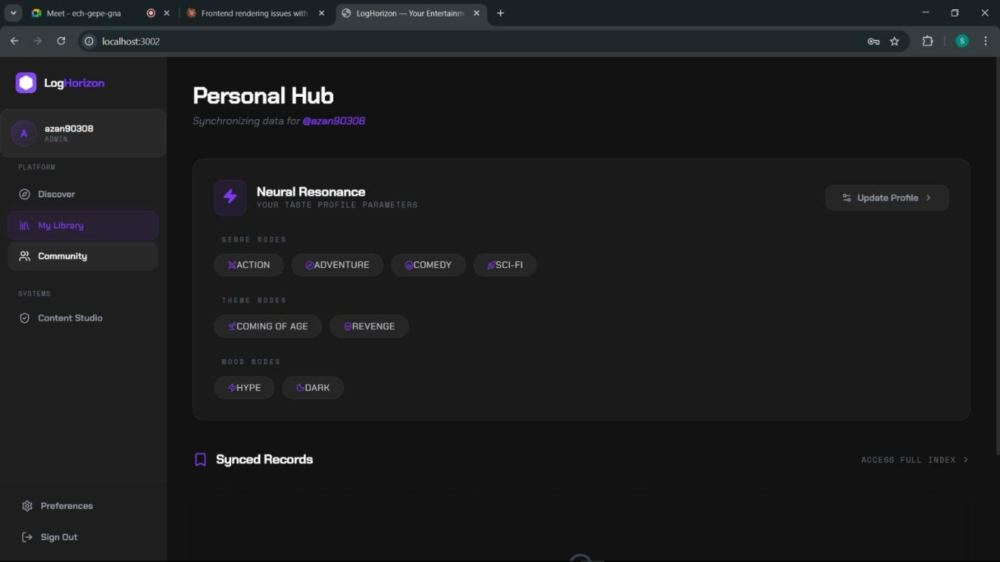 Meet - ech-gepe-gna
Frontend rendering issues with
LogHorizon — Your Entertainm
localhost:3002
S
LogHorizon
A
azan90308
ADMIN
PLATFORM
Discover
My Library
Community
SYSTEMS
Content Studio
Preferences
Sign Out
Personal Hub
Synchronizing data for @azan90308
Neural Resonance
YOUR TASTE PROFILE PARAMETERS
Update Profile
GENRE NODES
ACTION ADVENTURE COMEDY SCI-FI
THEME NODES
COMING OF AGE REVENGE
MOOD NODES
HYPE DARK
Synced Records
ACCESS FULL INDEX